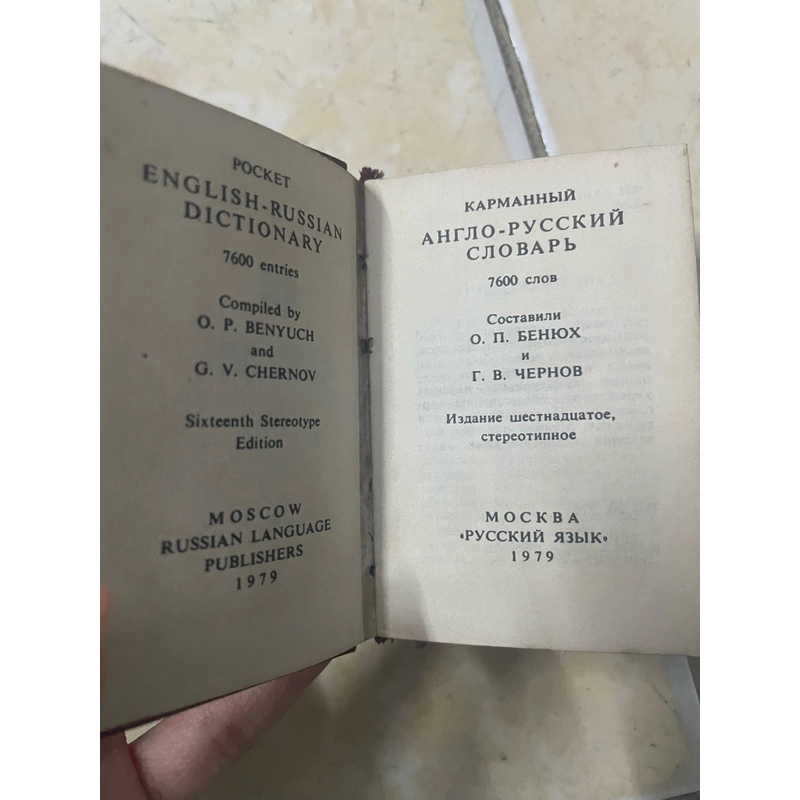 POCKET
ENGLISH-RUSSIAN
DICTIONARY
7600 entries
Compiled by
O. P. BENYUCH
and
G. V. CHERNOV
Sixteenth Stereotype
Edition
MOSCOW
RUSSIAN LANGUAGE
PUBLISHERS
1979
КАРМАННЫЙ
АНГЛО-РУССКИЙ
СЛОВАРЬ
7600 слов
Составили
О. П. БЕНЮХ
и
Г. В. ЧЕРНОВ
Издание шестнадцатое,
стереотипное
МОСКВА
«РУССКИЙ ЯЗЫК»
1979